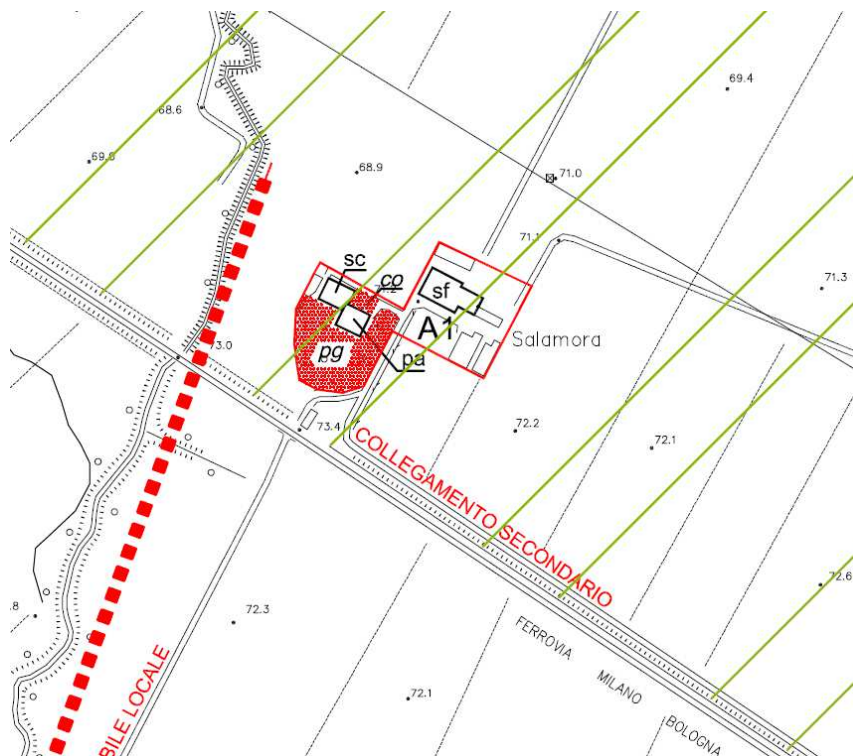 69.4
68.6
69.8
68.9
71.0
71.1
71.3
sc
co
sf
A1
Salamora
pg
pa
73.0
73.4
72.2
72.1
COLLEGAMENTO SECONDARIO
72.6
.8
72.3
FERROVIA MILANO BOLOGNA
72.1
BILE LOCALE